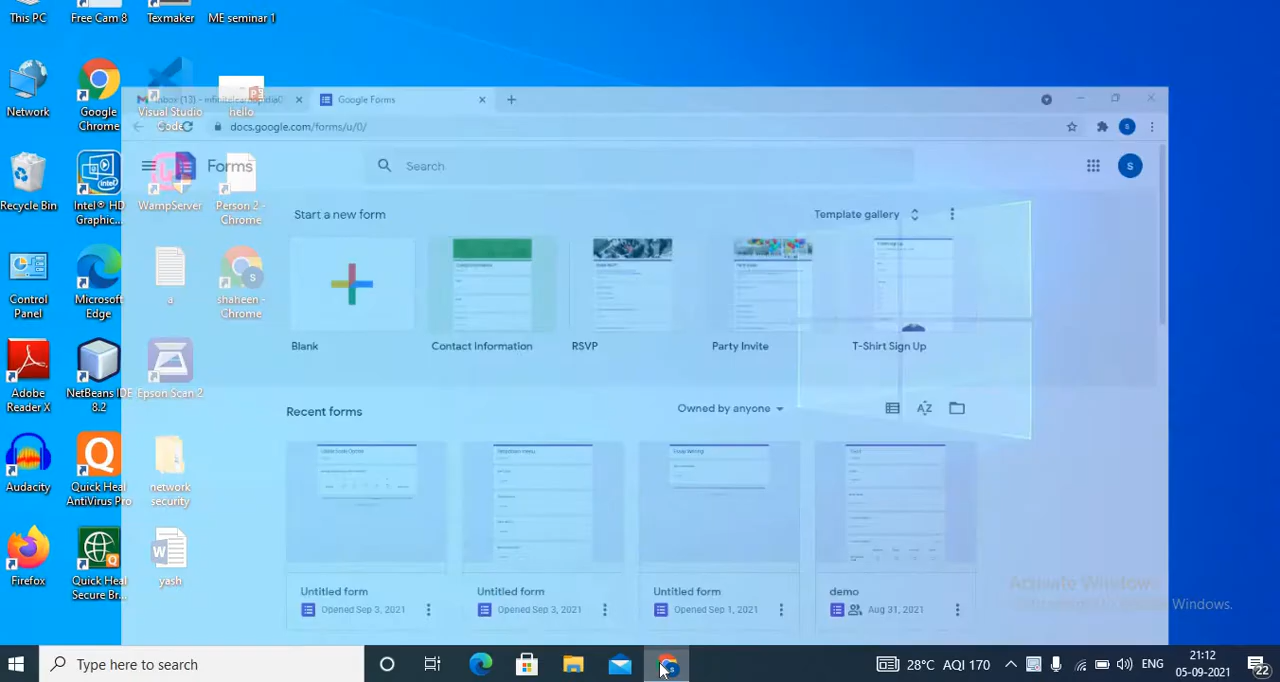 This PC
Free Cam 8
Texmaker
ME seminar 1
Network
Google
Chrome
Visual Studio
Code
hello
Inbox (13) -
Google Forms
docs.google.com/forms/u/0/
Forms
Search
S
Recycle Bin
Intel® HD
Graphic...
WampServer
Person 2 -
Chrome
Start a new form
Template gallery
Blank
Contact Information
RSVP
Party Invite
T-Shirt Sign Up
Control
Panel
Microsoft
Edge
a
shaheen -
Chrome
Adobe
Reader X
NetBeans IDE
8.2
Epson Scan 2
Recent forms
Owned by anyone
AZ
Audacity
Quick Heal
AntiVirus Pro
network
security
Firefox
Quick Heal
Secure Br...
yash
Untitled form
Opened Sep 3, 2021
Untitled form
Opened Sep 3, 2021
Untitled form
Opened Sep 1, 2021
demo
Aug 31, 2021
Activate Window
Windows.
Type here to search
28°C AQI 170
ENG
21:12
05-09-2021
22